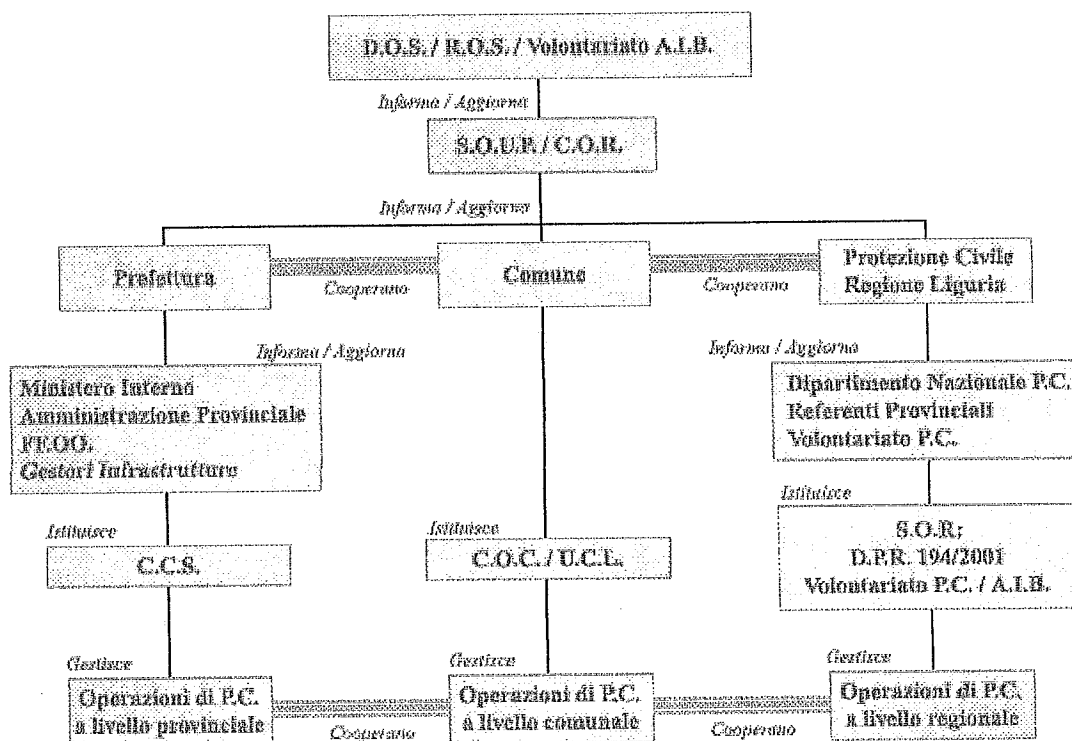 D.O.S. / R.O.S. / Volontariato A.I.B.
Informa / Aggiorna
S.O.U.P. / C.O.R.
Informa / Aggiorna
Prefettura
Cooperano
Comune
Cooperano
Protezione Civile
Regione Liguria
Informa / Aggiorna
Informa / Aggiorna
Ministero Interno
Amministrazione Provinciale
FF.OO.
Gestori Infrastrutture
Dipartimento Nazionale P.C.
Referenti Provinciali
Volontariato P.C.
Istituisce
Istituisce
Istituisce
C.C.S.
C.O.C. / U.C.L.
S.O.R;
D.P.R. 194/2001
Volontariato P.C. / A.I.B.
Gestisce
Gestisce
Gestisce
Operazioni di P.C.
a livello provinciale
Cooperano
Operazioni di P.C.
a livello comunale
Cooperano
Operazioni di P.C.
a livello regionale